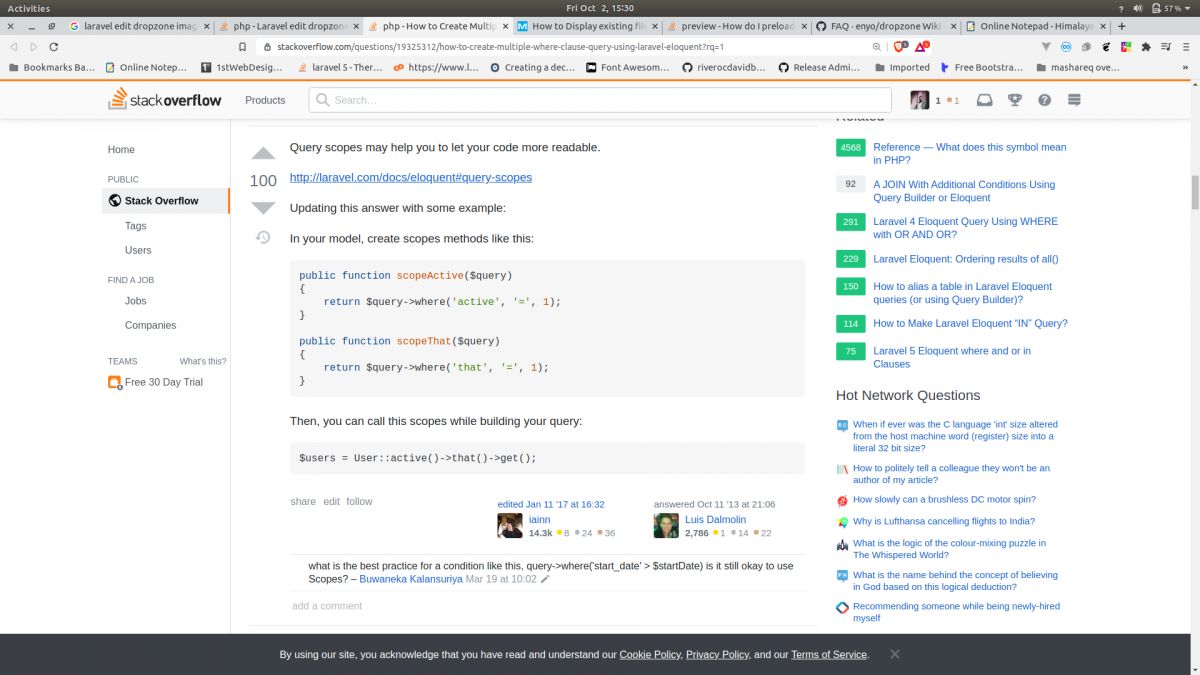 Activities
Fri Oct 2, 15:30
57 %
laravel edit dropzone imag
php - Laravel edit dropzone
php - How to Create Multip
How to Display existing file
preview - How do I preload
FAQ · enyo/dropzone Wiki
Online Notepad - Himalaya
stackoverflow.com/questions/19325312/how-to-create-multiple-where-clause-query-using-laravel-eloquent?rq=1
Bookmarks Ba...
Online Notep...
1stWebDesig...
laravel 5 - Ther...
https://www.l...
Creating a dec...
Font Awesom...
riverocdavidb...
Release Admi...
Imported
Free Bootstra...
mashareq ove...
stackoverflow
Products
Search...
1 1
Home
PUBLIC
Stack Overflow
Tags
Users
FIND A JOB
Jobs
Companies
TEAMS What's this?
Free 30 Day Trial
100
Query scopes may help you to let your code more readable.
http://laravel.com/docs/eloquent#query-scopes
Updating this answer with some example:
In your model, create scopes methods like this:
public function scopeActive($query)
{
return $query->where('active', '=', 1);
}
public function scopeThat($query)
{
return $query->where('that', '=', 1);
}
Then, you can call this scopes while building your query:
$users = User::active()->that()->get();
share edit follow
edited Jan 11 '17 at 16:32
iainn
14.3k 8 24 36
answered Oct 11 '13 at 21:06
Luis Dalmolin
2,786 1 14 22
what is the best practice for a condition like this, query->where('start_date' > $startDate) is it still okay to use
Scopes? – Buwaneka Kalansuriya Mar 19 at 10:02
add a comment
Related
4568 Reference — What does this symbol mean
in PHP?
92 A JOIN With Additional Conditions Using
Query Builder or Eloquent
291 Laravel 4 Eloquent Query Using WHERE
with OR AND OR?
229 Laravel Eloquent: Ordering results of all()
150 How to alias a table in Laravel Eloquent
queries (or using Query Builder)?
114 How to Make Laravel Eloquent “IN” Query?
75 Laravel 5 Eloquent where and or in
Clauses
Hot Network Questions
When if ever was the C language 'int' size altered
from the host machine word (register) size into a
literal 32 bit size?
How to politely tell a colleague they won't be an
author of my article?
How slowly can a brushless DC motor spin?
Why is Lufthansa cancelling flights to India?
What is the logic of the colour-mixing puzzle in
The Whispered World?
What is the name behind the concept of believing
in God based on this logical deduction?
Recommending someone while being newly-hired
myself
By using our site, you acknowledge that you have read and understand our Cookie Policy, Privacy Policy, and our Terms of Service.